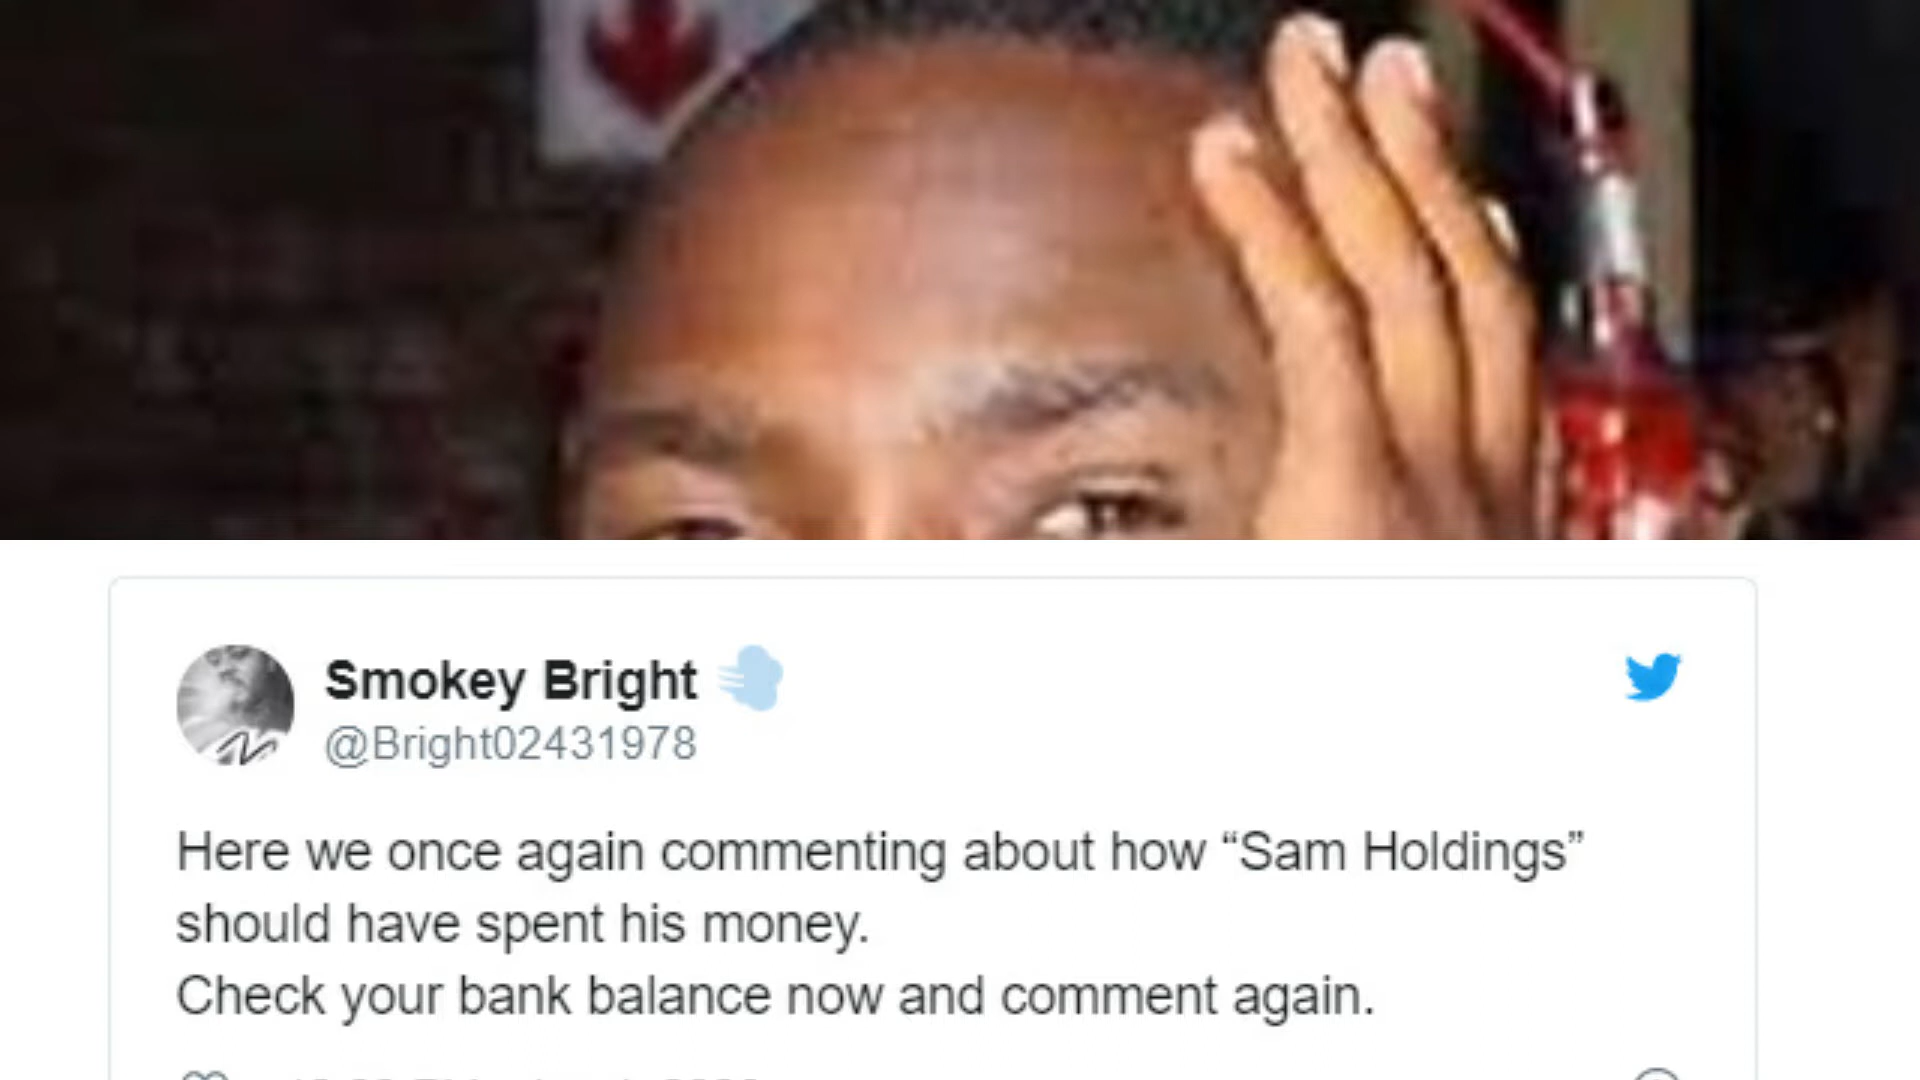 Smokey Bright
@Bright02431978
Here we once again commenting about how “Sam Holdings”
should have spent his money.
Check your bank balance now and comment again.